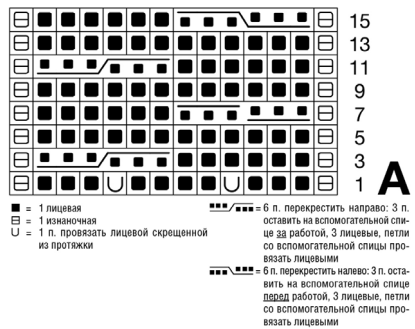 15
13
11
9
7
5
3
1
A
= 1 лицевая
= 1 изнаночная
= 1 п. провязать лицевой скрещенной
из протяжки
= 6 п. перекрестить направо: 3 п.
оставить на вспомогательной спи-
це за работой, 3 лицевые, петли
со вспомогательной спицы про-
вязать лицевыми
= 6 п. перекрестить налево: 3 п. оста-
вить на вспомогательной спице
перед работой, 3 лицевые, петли
со вспомогательной спицы про-
вязать лицевыми